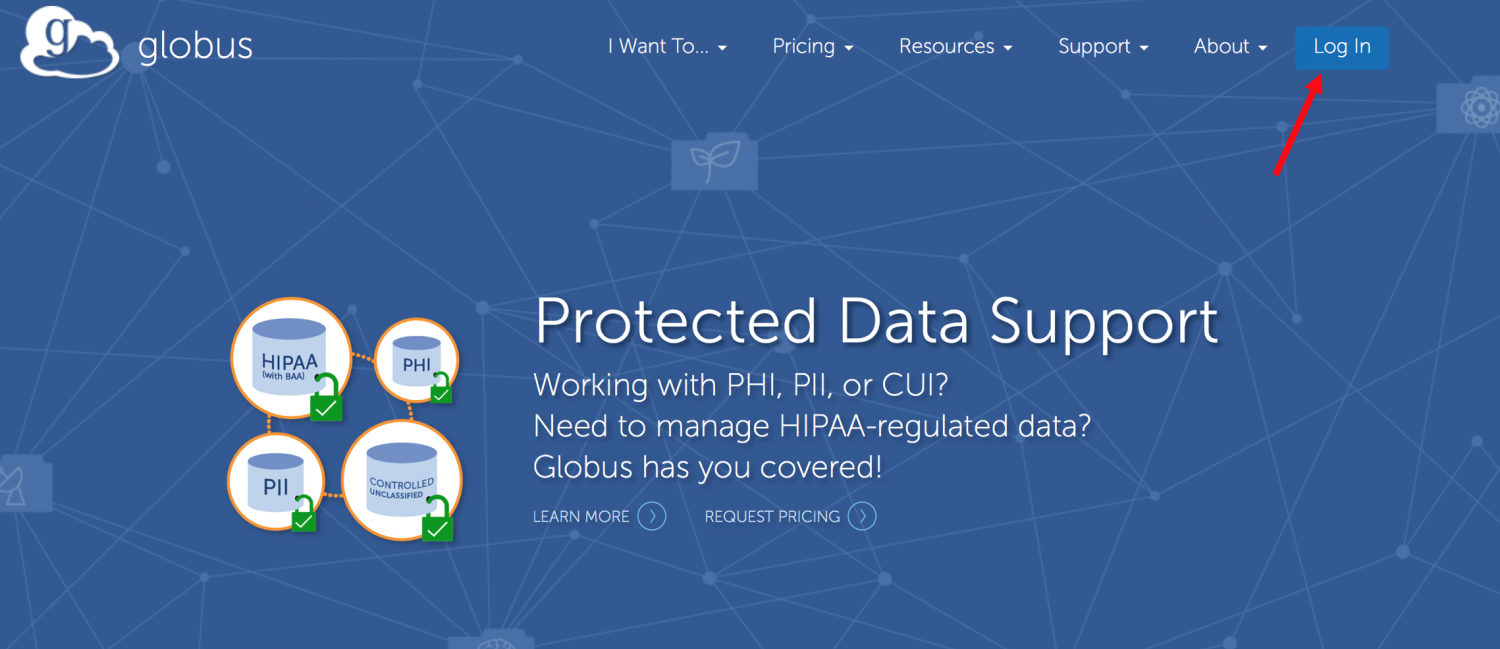 globus
I Want To...
Pricing
Resources
Support
About
Log In
HIPAA
(with BAA)
PHI
PII
CONTROLLED
UNCLASSIFIED
Protected Data Support
Working with PHI, PII, or CUI?
Need to manage HIPAA-regulated data?
Globus has you covered!
LEARN MORE
REQUEST PRICING